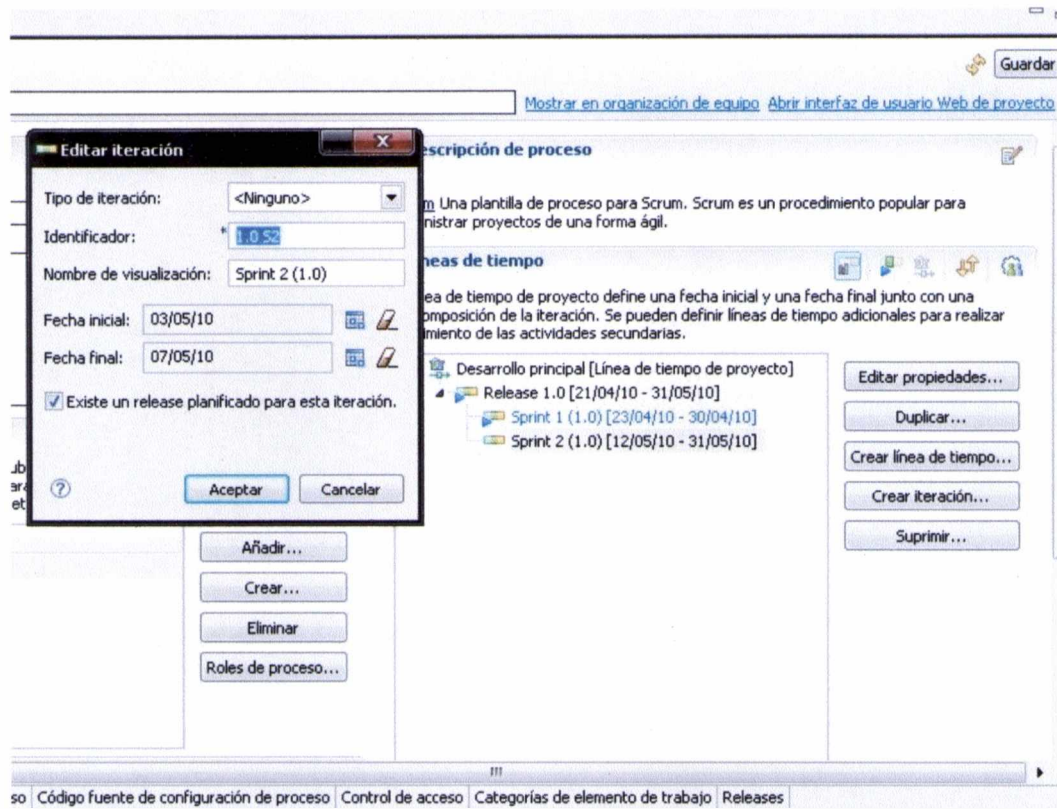 Guardar
Mostrar en organización de equipo Abrir interfaz de usuario Web de proyecto
Editar iteración
Tipo de iteración: <Ninguno>
Identificador: * 1.0 S2
Nombre de visualización: Sprint 2 (1.0)
Fecha inicial: 03/05/10
Fecha final: 07/05/10
Existe un release planificado para esta iteración.
Aceptar Cancelar
escripción de proceso
m Una plantilla de proceso para Scrum. Scrum es un procedimiento popular para
nistrar proyectos de una forma ágil.
neas de tiempo
ea de tiempo de proyecto define una fecha inicial y una fecha final junto con una
omposición de la iteración. Se pueden definir líneas de tiempo adicionales para realizar
imiento de las actividades secundarias.
Desarrollo principal [Línea de tiempo de proyecto]
Release 1.0 [21/04/10 - 31/05/10]
Sprint 1 (1.0) [23/04/10 - 30/04/10]
Sprint 2 (1.0) [12/05/10 - 31/05/10]
Editar propiedades...
Duplicar...
Crear línea de tiempo...
Crear iteración...
Suprimir...
Añadir...
Crear...
Eliminar
Roles de proceso...
so Código fuente de configuración de proceso Control de acceso Categorías de elemento de trabajo Releases